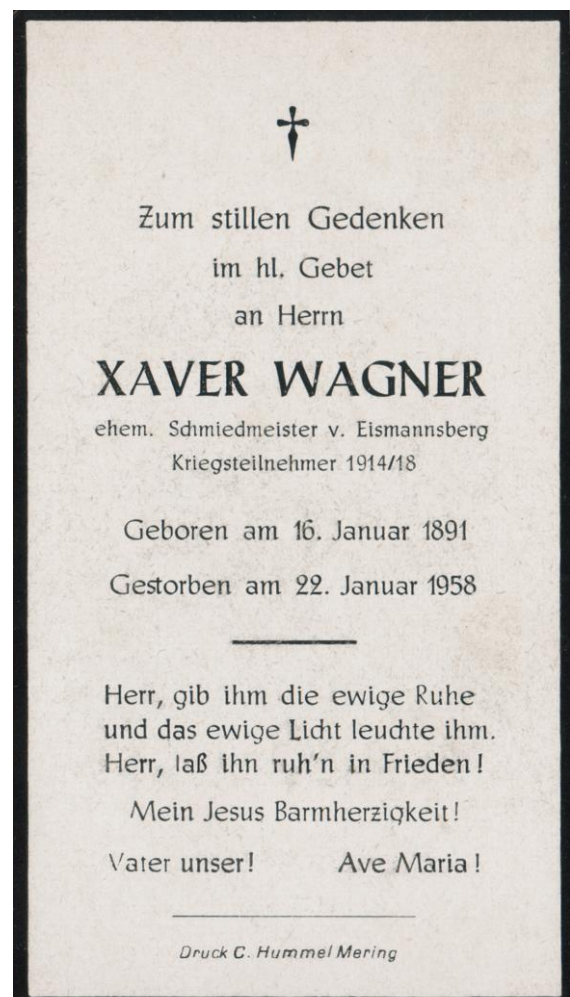 Zum stillen Gedenken
im hl. Gebet
an Herrn
XAVER WAGNER
ehem. Schmiedmeister v. Eismannsberg
Kriegsteilnehmer 1914/18
Geboren am 16. Januar 1891
Gestorben am 22. Januar 1958
Herr, gib ihm die ewige Ruhe
und das ewige Licht leuchte ihm.
Herr, laß ihn ruh'n in Frieden!
Mein Jesus Barmherzigkeit!
Vater unser! Ave Maria!
Druck C. Hummel Mering